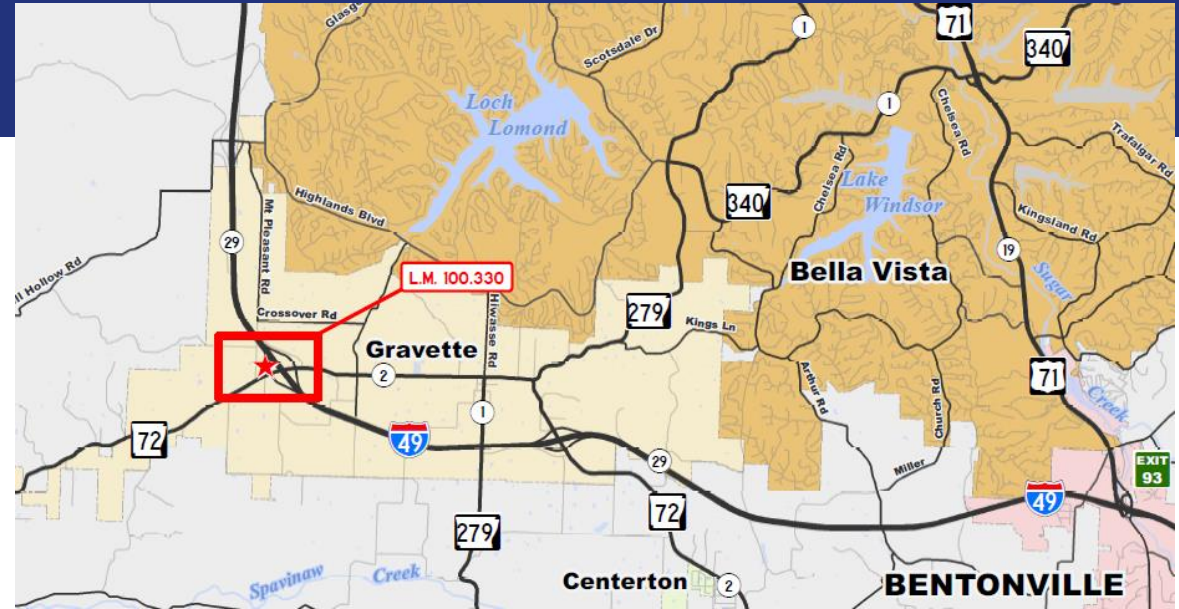 71
1
340
Glasg
Scotsdale Dr
1
Chelsea Rd
Loch
Lomond
Trafalgar Rd
Chelsea Rd
Lake
Windsor
340
Highlands Blvd
Mt Pleasant Rd
Kingsland Rd
29
19
ll Hollow Rd
L.M. 100.330
Bella Vista
Sugar
Hiwasse Rd
279
Crossover Rd
Kings Ln
Gravette
2
71
Creek
Arthur Rd
Church Rd
1
72
49
29
Miller
EXIT
93
49
72
279
Spavinaw
Creek
Centerton
2
BENTONVILLE